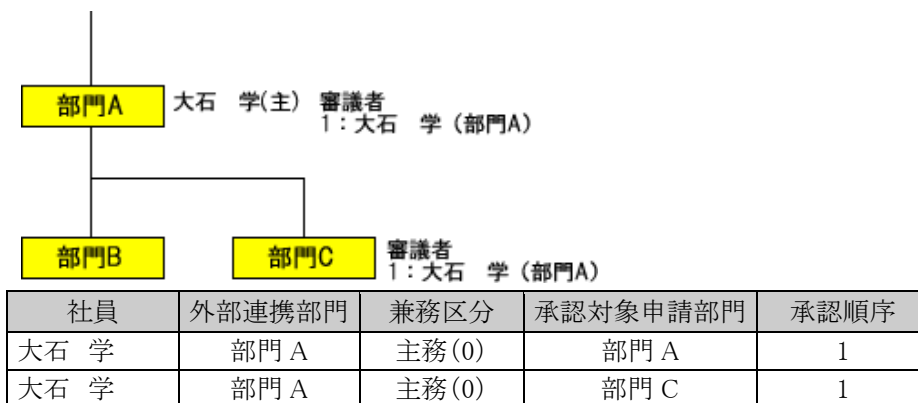 部門A 大石　学(主) 審議者
1：大石　学（部門A）
部門B 部門C 審議者
1：大石　学（部門A）
社員 外部連携部門 兼務区分 承認対象申請部門 承認順序
大石　学 部門 A 主務(0) 部門 A 1
大石　学 部門 A 主務(0) 部門 C 1